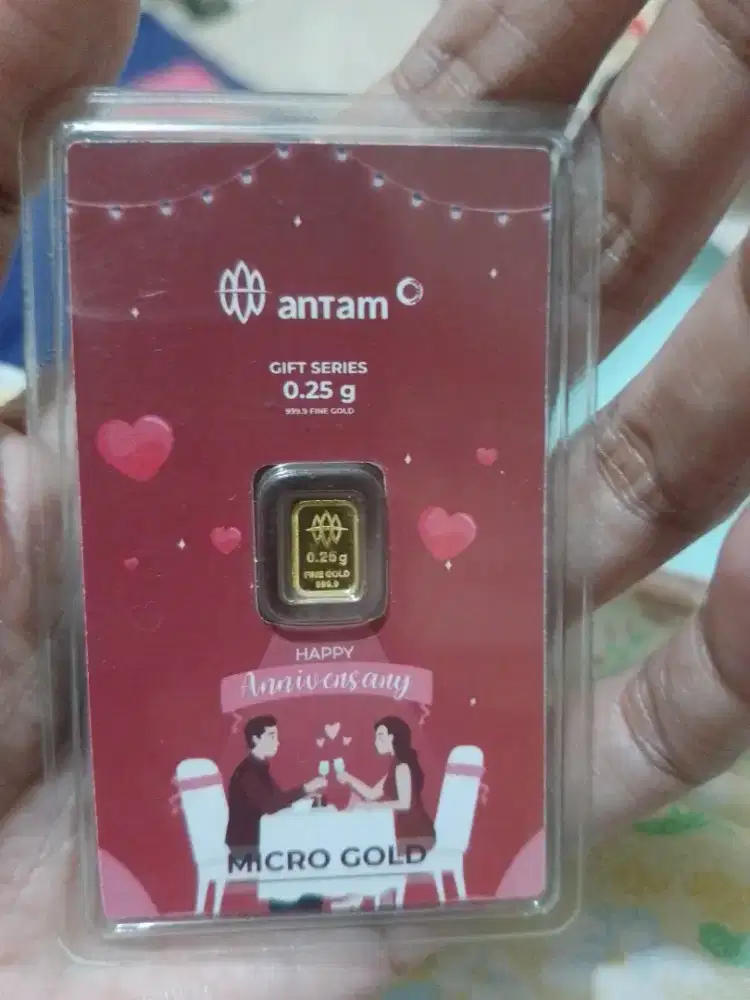 antam
GIFT SERIES
0.25 g
999.9 FINE GOLD
0.25 g
FINE GOLD
999.9
HAPPY
Anniversary
MICRO GOLD